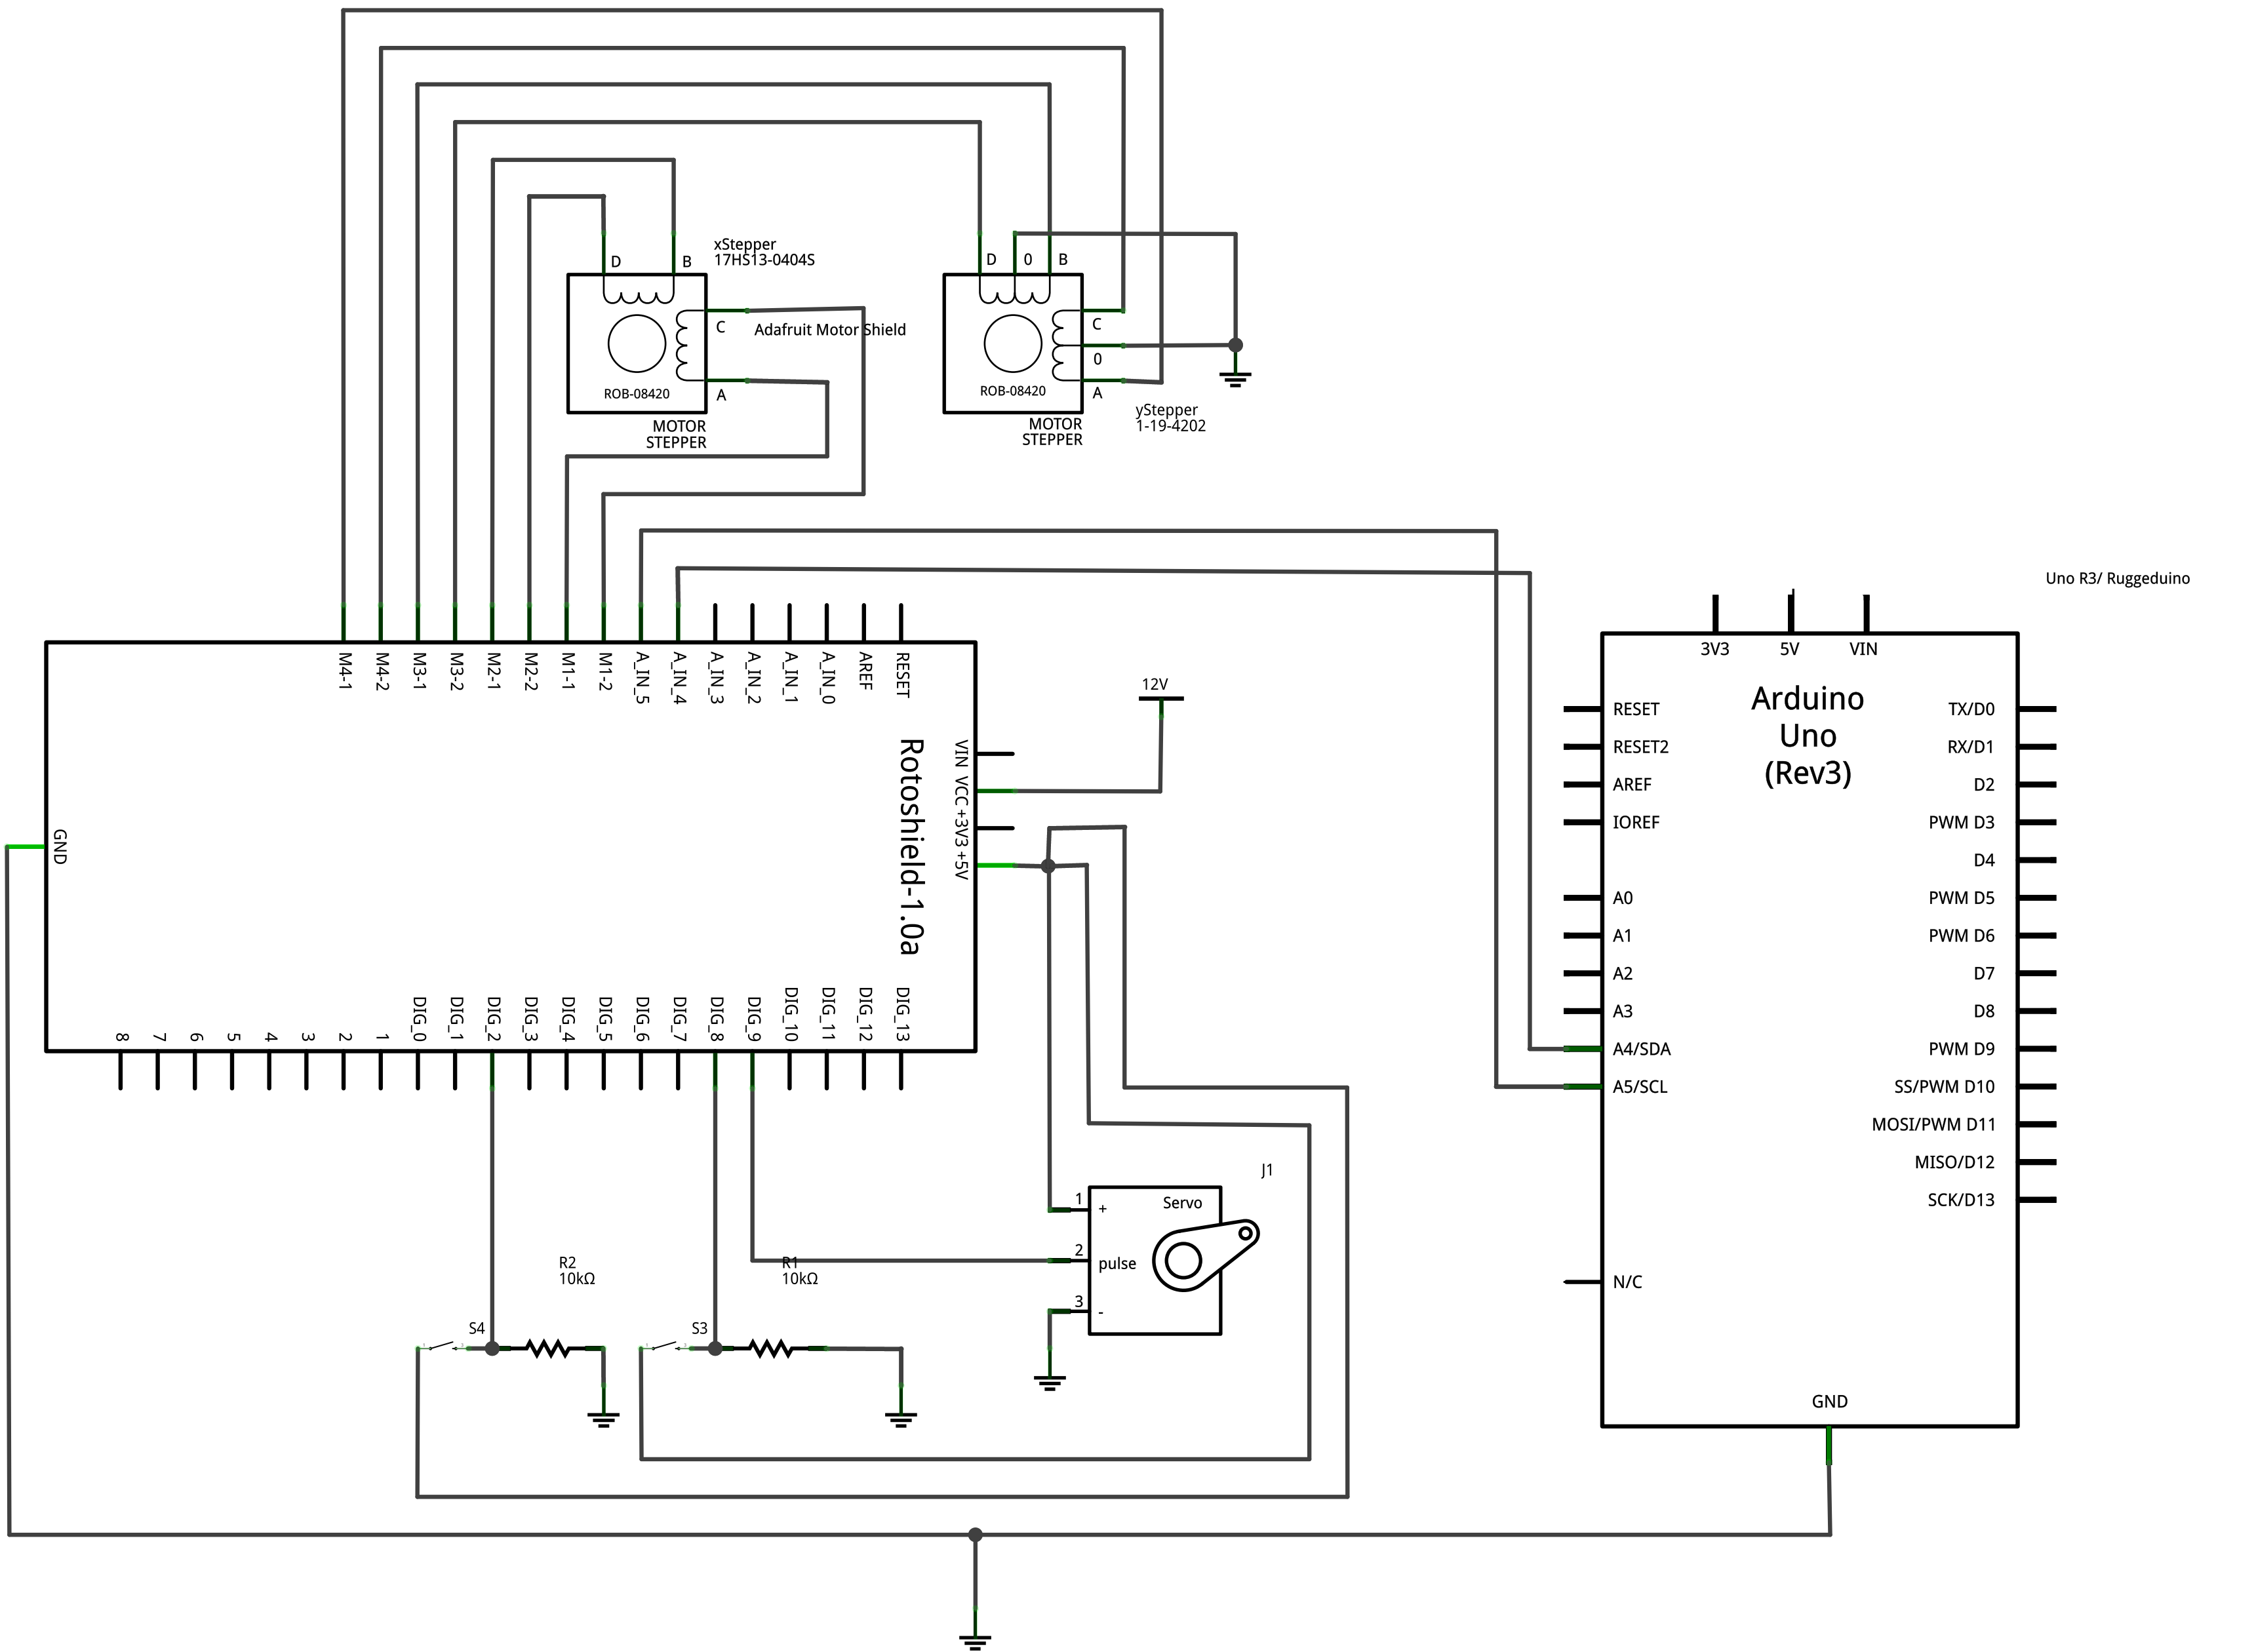 xStepper
17HS13-0404S
D
B
C
A
Adafruit Motor Shield
ROB-08420
MOTOR
STEPPER
D
0
B
C
0
A
ROB-08420
MOTOR
STEPPER
yStepper
1-19-4202
Uno R3/ Ruggeduino
M4-1
M4-2
M3-1
M3-2
M2-1
M2-2
M1-1
M1-2
A_IN_5
A_IN_4
A_IN_3
A_IN_2
A_IN_1
A_IN_0
AREF
RESET
VIN
VCC
+3V3
+5V
Rotoshield-1.0a
GND
8
7
6
5
4
3
2
1
DIG_0
DIG_1
DIG_2
DIG_3
DIG_4
DIG_5
DIG_6
DIG_7
DIG_8
DIG_9
DIG_10
DIG_11
DIG_12
DIG_13
12V
3V3
5V
VIN
Arduino
Uno
(Rev3)
RESET
RESET2
AREF
IOREF
A0
A1
A2
A3
A4/SDA
A5/SCL
N/C
TX/D0
RX/D1
D2
PWM D3
D4
PWM D5
PWM D6
D7
D8
PWM D9
SS/PWM D10
MOSI/PWM D11
MISO/D12
SCK/D13
GND
J1
Servo
1
+
2
pulse
3
-
R2
10kΩ
R1
10kΩ
S4
S3